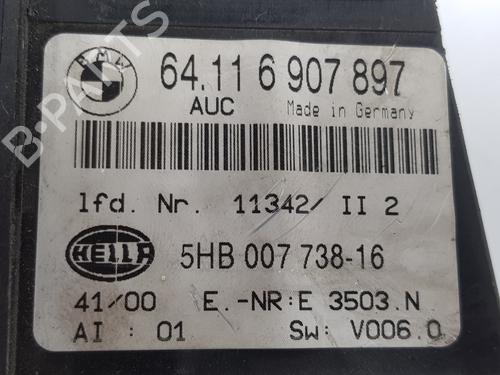 BMW 64.11 6 907 897
AUC Made in Germany
lfd. Nr. 11342/ II 2
HELLA 5HB 007 738-16
41/00 E.-NR:E 3503.N
AI : 01 Sw: V006.0
B-PARTS